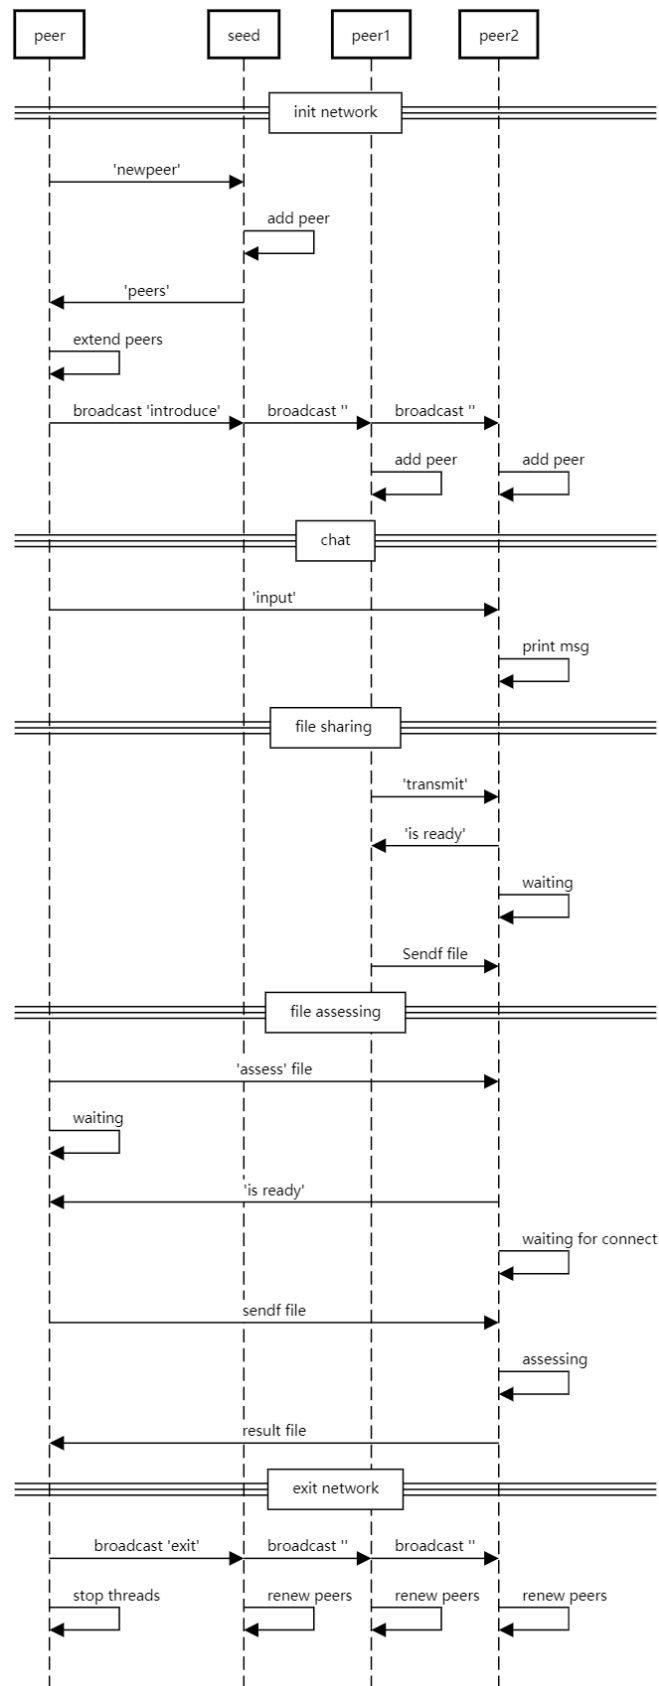 peer
seed
peer1
peer2
init network
'newpeer'
add peer
'peers'
extend peers
broadcast 'introduce'
broadcast ''
broadcast ''
add peer
add peer
chat
'input'
print msg
file sharing
'transmit'
'is ready'
waiting
Sendf file
file assessing
'assess' file
waiting
'is ready'
waiting for connect
sendf file
assessing
result file
exit network
broadcast 'exit'
broadcast ''
broadcast ''
stop threads
renew peers
renew peers
renew peers